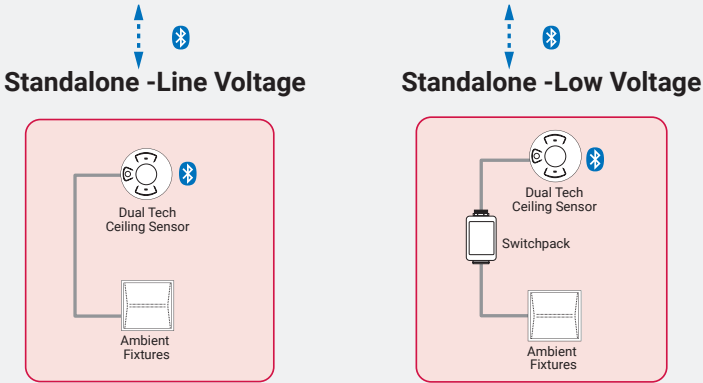 Standalone -Line Voltage
Dual Tech
Ceiling Sensor
Ambient
Fixtures
Standalone -Low Voltage
Dual Tech
Ceiling Sensor
Switchpack
Ambient
Fixtures